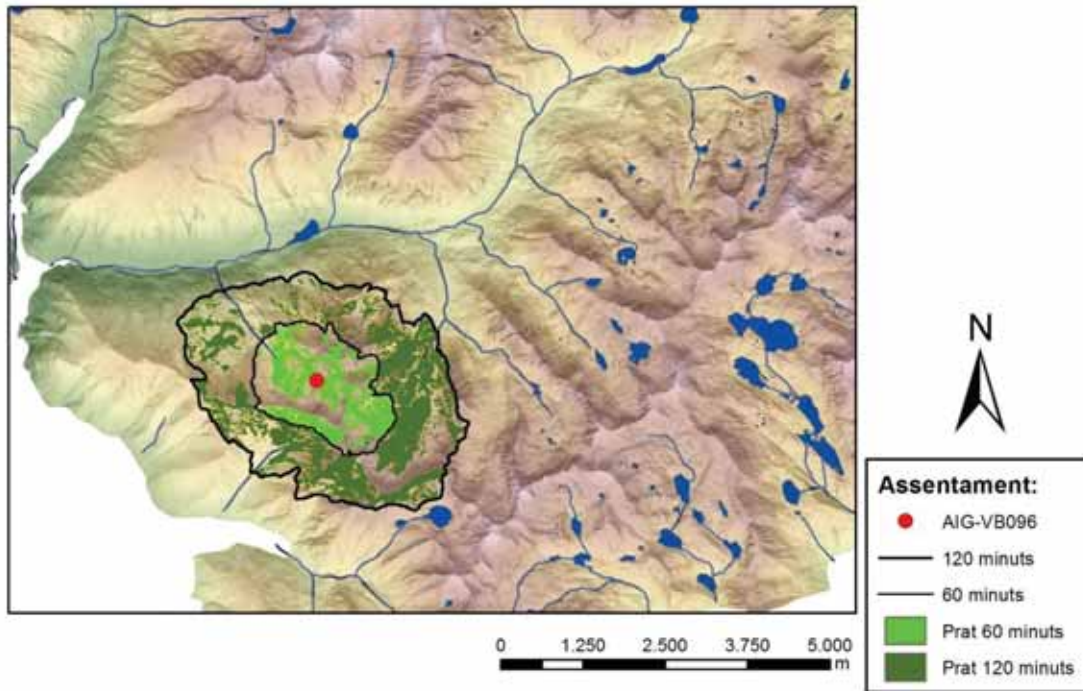 N
Assentament:
AIG-VB096
120 minuts
60 minuts
Prat 60 minuts
Prat 120 minuts
0 1.250 2.500 3.750 5.000
m